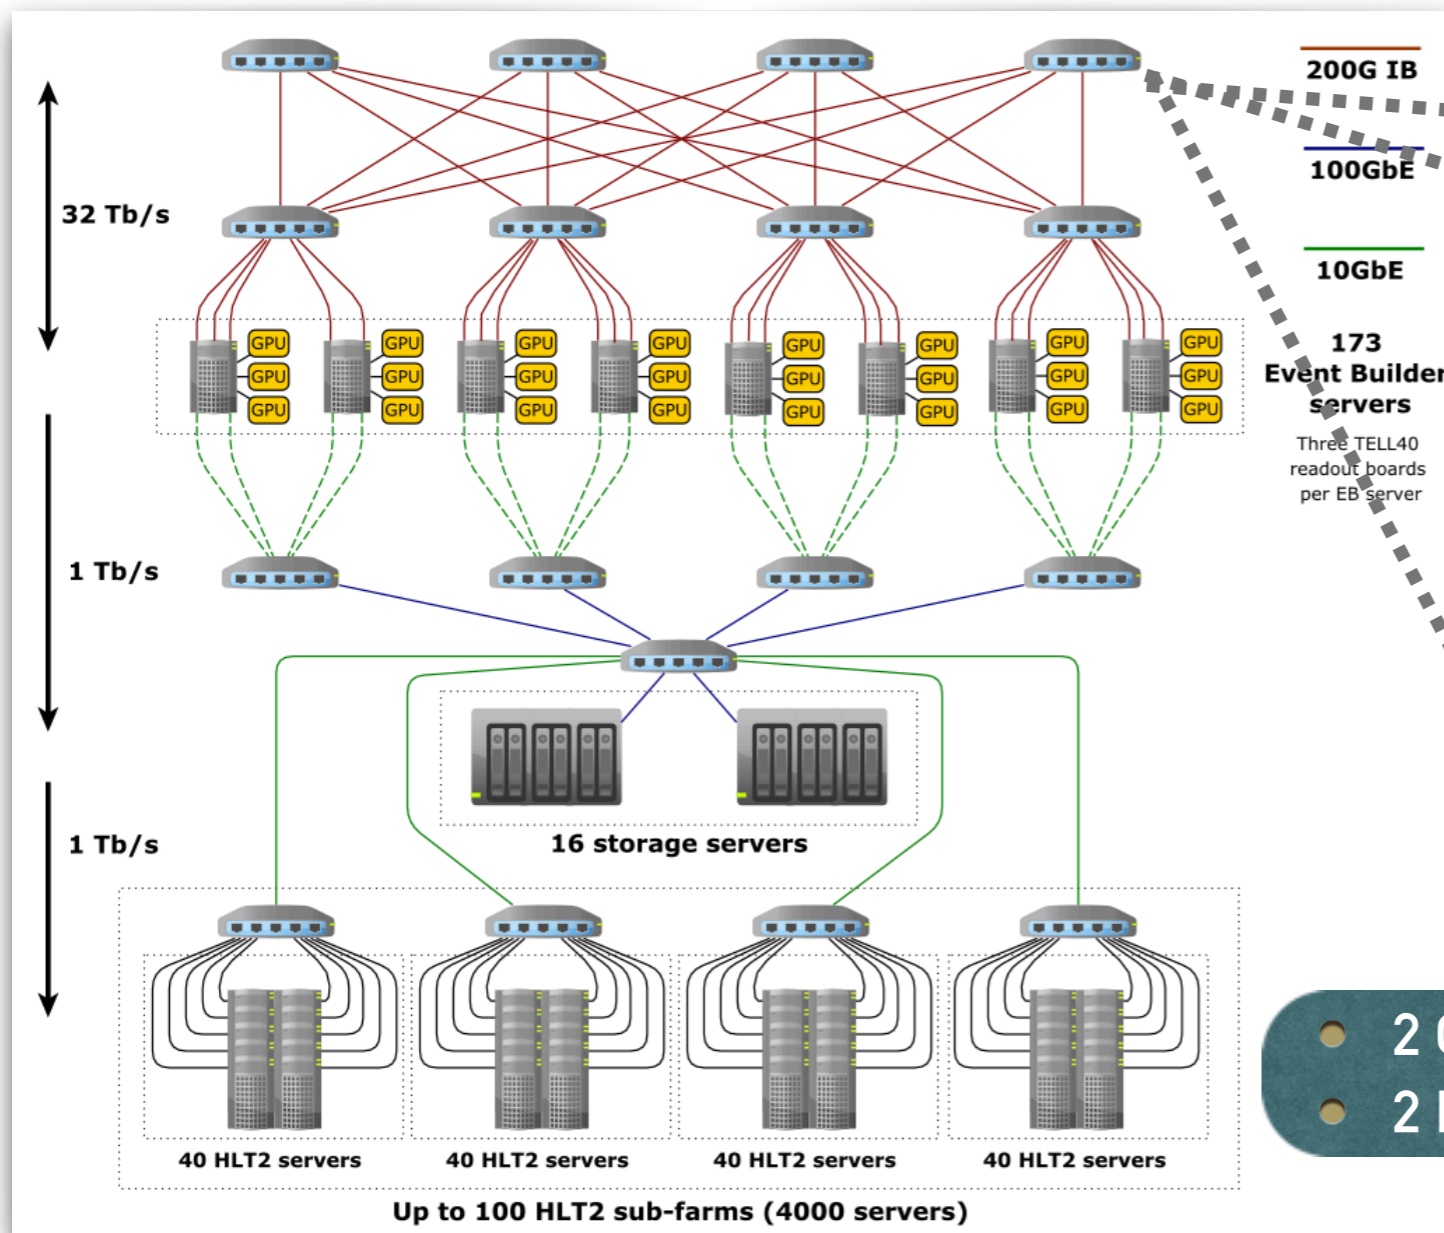 200G IB
100GbE
32 Tb/s
10GbE
GPU GPU GPU GPU GPU GPU GPU GPU
GPU GPU GPU GPU GPU GPU GPU GPU
GPU GPU GPU GPU GPU GPU GPU GPU
173
Event Builder
servers
Three TELL40
readout boards
per EB server
1 Tb/s
16 storage servers
1 Tb/s
40 HLT2 servers
40 HLT2 servers
40 HLT2 servers
40 HLT2 servers
Up to 100 HLT2 sub-farms (4000 servers)
2
2